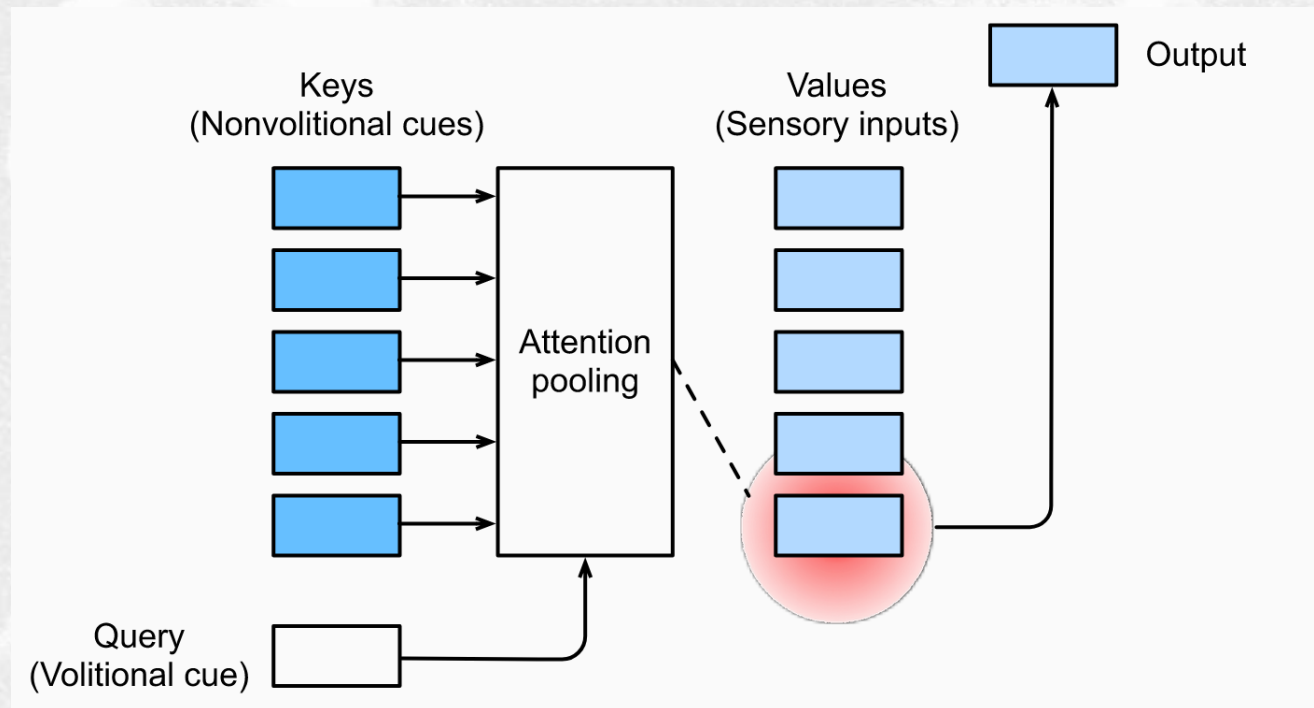 Output
Keys
(Nonvolitional cues)
Values
(Sensory inputs)
Attention
pooling
Query
(Volitional cue)